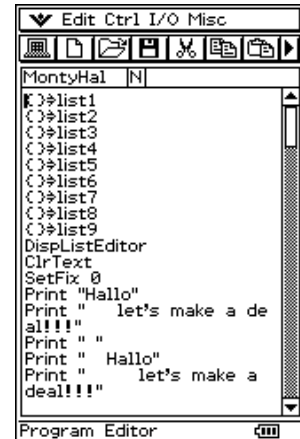 Edit Ctrl I/O Misc
MontyHal N
{}⇒list1
{}⇒list2
{}⇒list3
{}⇒list4
{}⇒list5
{}⇒list6
{}⇒list7
{}⇒list8
{}⇒list9
DispListEditor
ClrText
SetFix 0
Print "Hallo"
Print "   let's make a de
al!!!"
Print " "
Print "  Hallo"
Print "     let's make a
deal!!!"
Program Editor